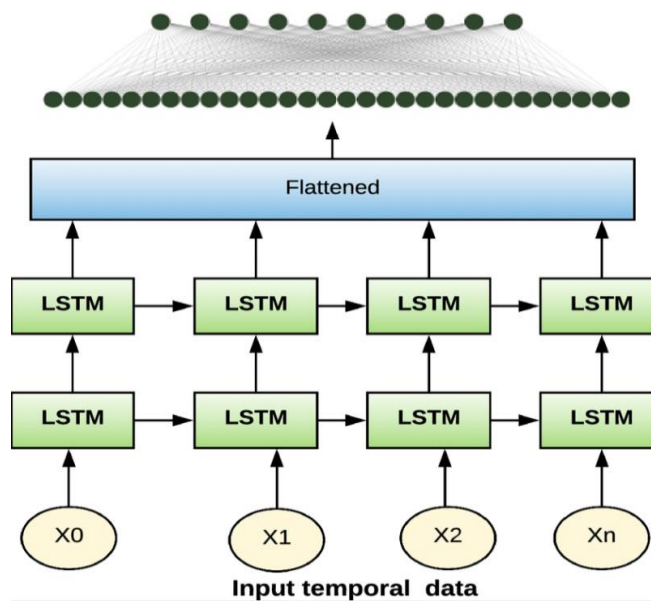 Flattened
LSTM LSTM LSTM LSTM
LSTM LSTM LSTM LSTM
X0 X1 X2 Xn
Input temporal data